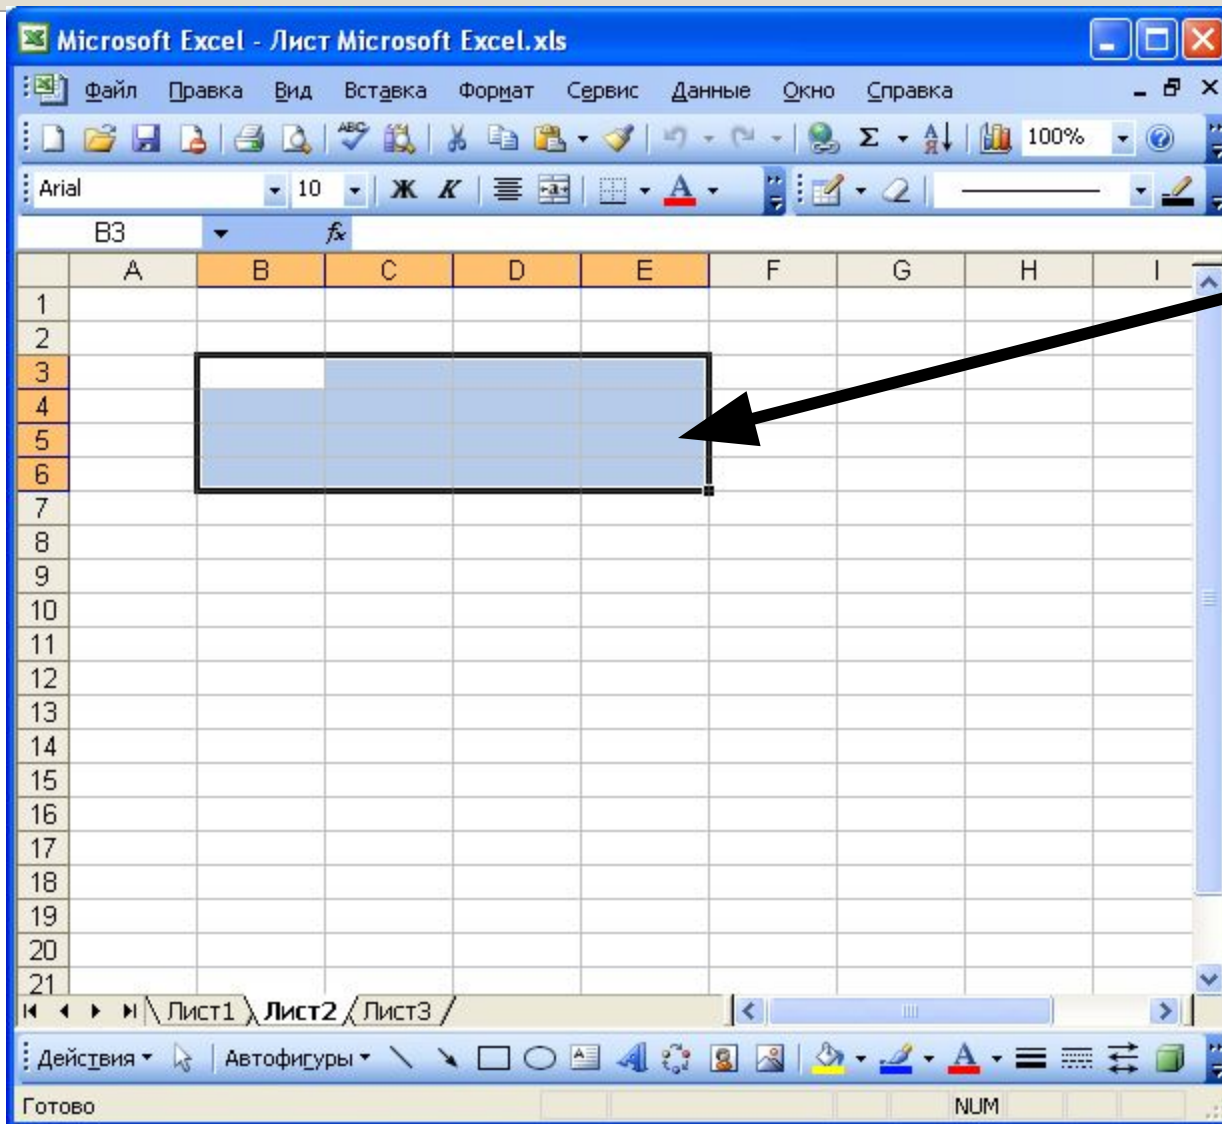 Microsoft Excel - Лист Microsoft Excel.xls
Файл Правка Вид Вставка Формат Сервис Данные Окно Справка
ABC Σ А Я 100%
Arial 10 Ж К a А
B3 fx
A B C D E F G H I
1
2
3
4
5
6
7
8
9
10
11
12
13
14
15
16
17
18
19
20
21
Лист1 Лист2 Лист3
Действия Автофигуры A A A
Готово NUM